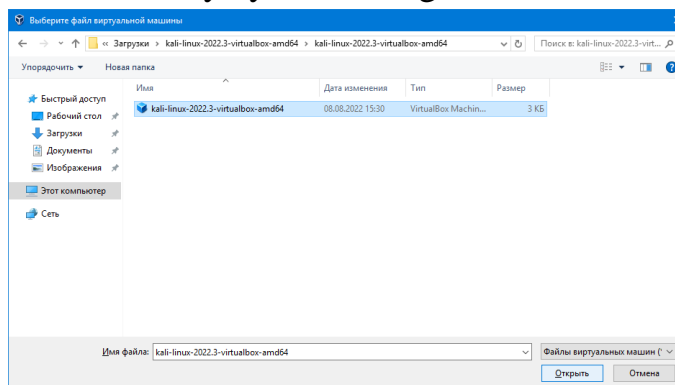 Выберите файл виртуальной машины
« Загрузки > kali-linux-2022.3-virtualbox-amd64 > kali-linux-2022.3-virtualbox-amd64
Поиск в: kali-linux-2022.3-virt...
Упорядочить Новая папка
Имя Дата изменения Тип Размер
Быстрый доступ
kali-linux-2022.3-virtualbox-amd64 08.08.2022 15:30 VirtualBox Machin... 3 КБ
Рабочий стол
Загрузки
Документы
Изображения
Этот компьютер
Сеть
Имя файла: kali-linux-2022.3-virtualbox-amd64 Файлы виртуальных машин (
Открыть Отмена